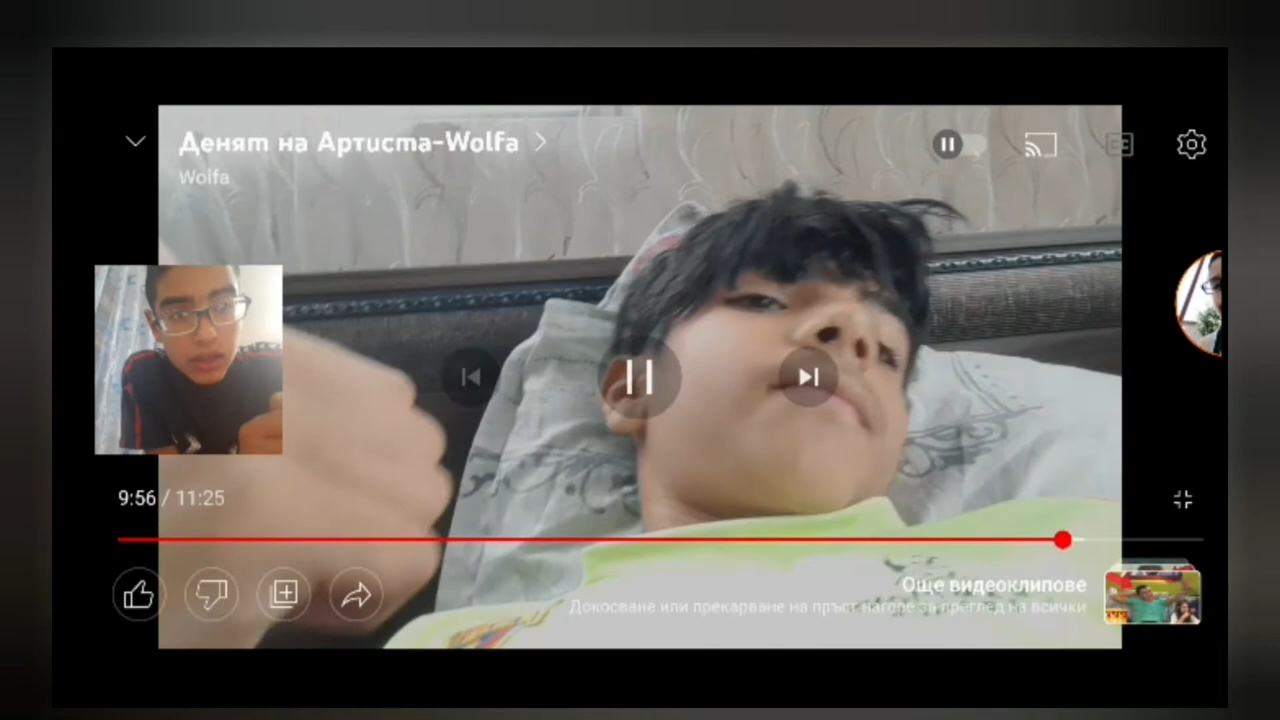 Денят на Артиста-Wolfa
Wolfa
CC
9:56 / 11:25
Още видеоклипове
Докосване или прекарване на пръст нагоре за преглед на всички